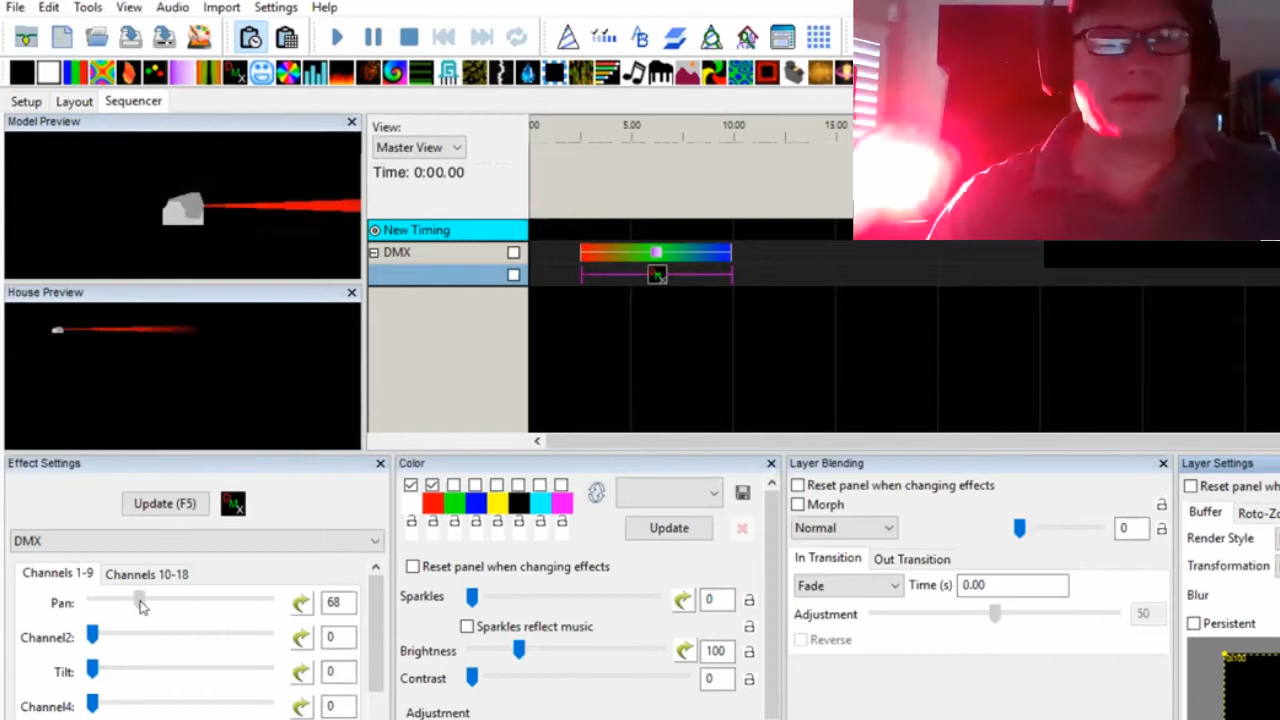 File Edit Tools View Audio Import Settings Help
Setup Layout Sequencer
Model Preview
View:
Master View
Time: 0:00.00
00 5.00 10.00 15.00
New Timing
DMX
House Preview
Effect Settings
Update (F5)
DMX
Channels 1-9 Channels 10-18
Pan: 68
Channel2: 0
Tilt: 0
Channel4: 0
Color
Update
Reset panel when changing effects
Sparkles 0
Sparkles reflect music
Brightness 100
Contrast 0
Adjustment
Layer Blending
Reset panel when changing effects
Morph
Normal 0
In Transition Out Transition
Fade Time (s) 0.00
Adjustment 50
Reverse
Layer Settings
Reset panel wh
Buffer Roto-Zo
Render Style
Transformation
Blur
Persistent